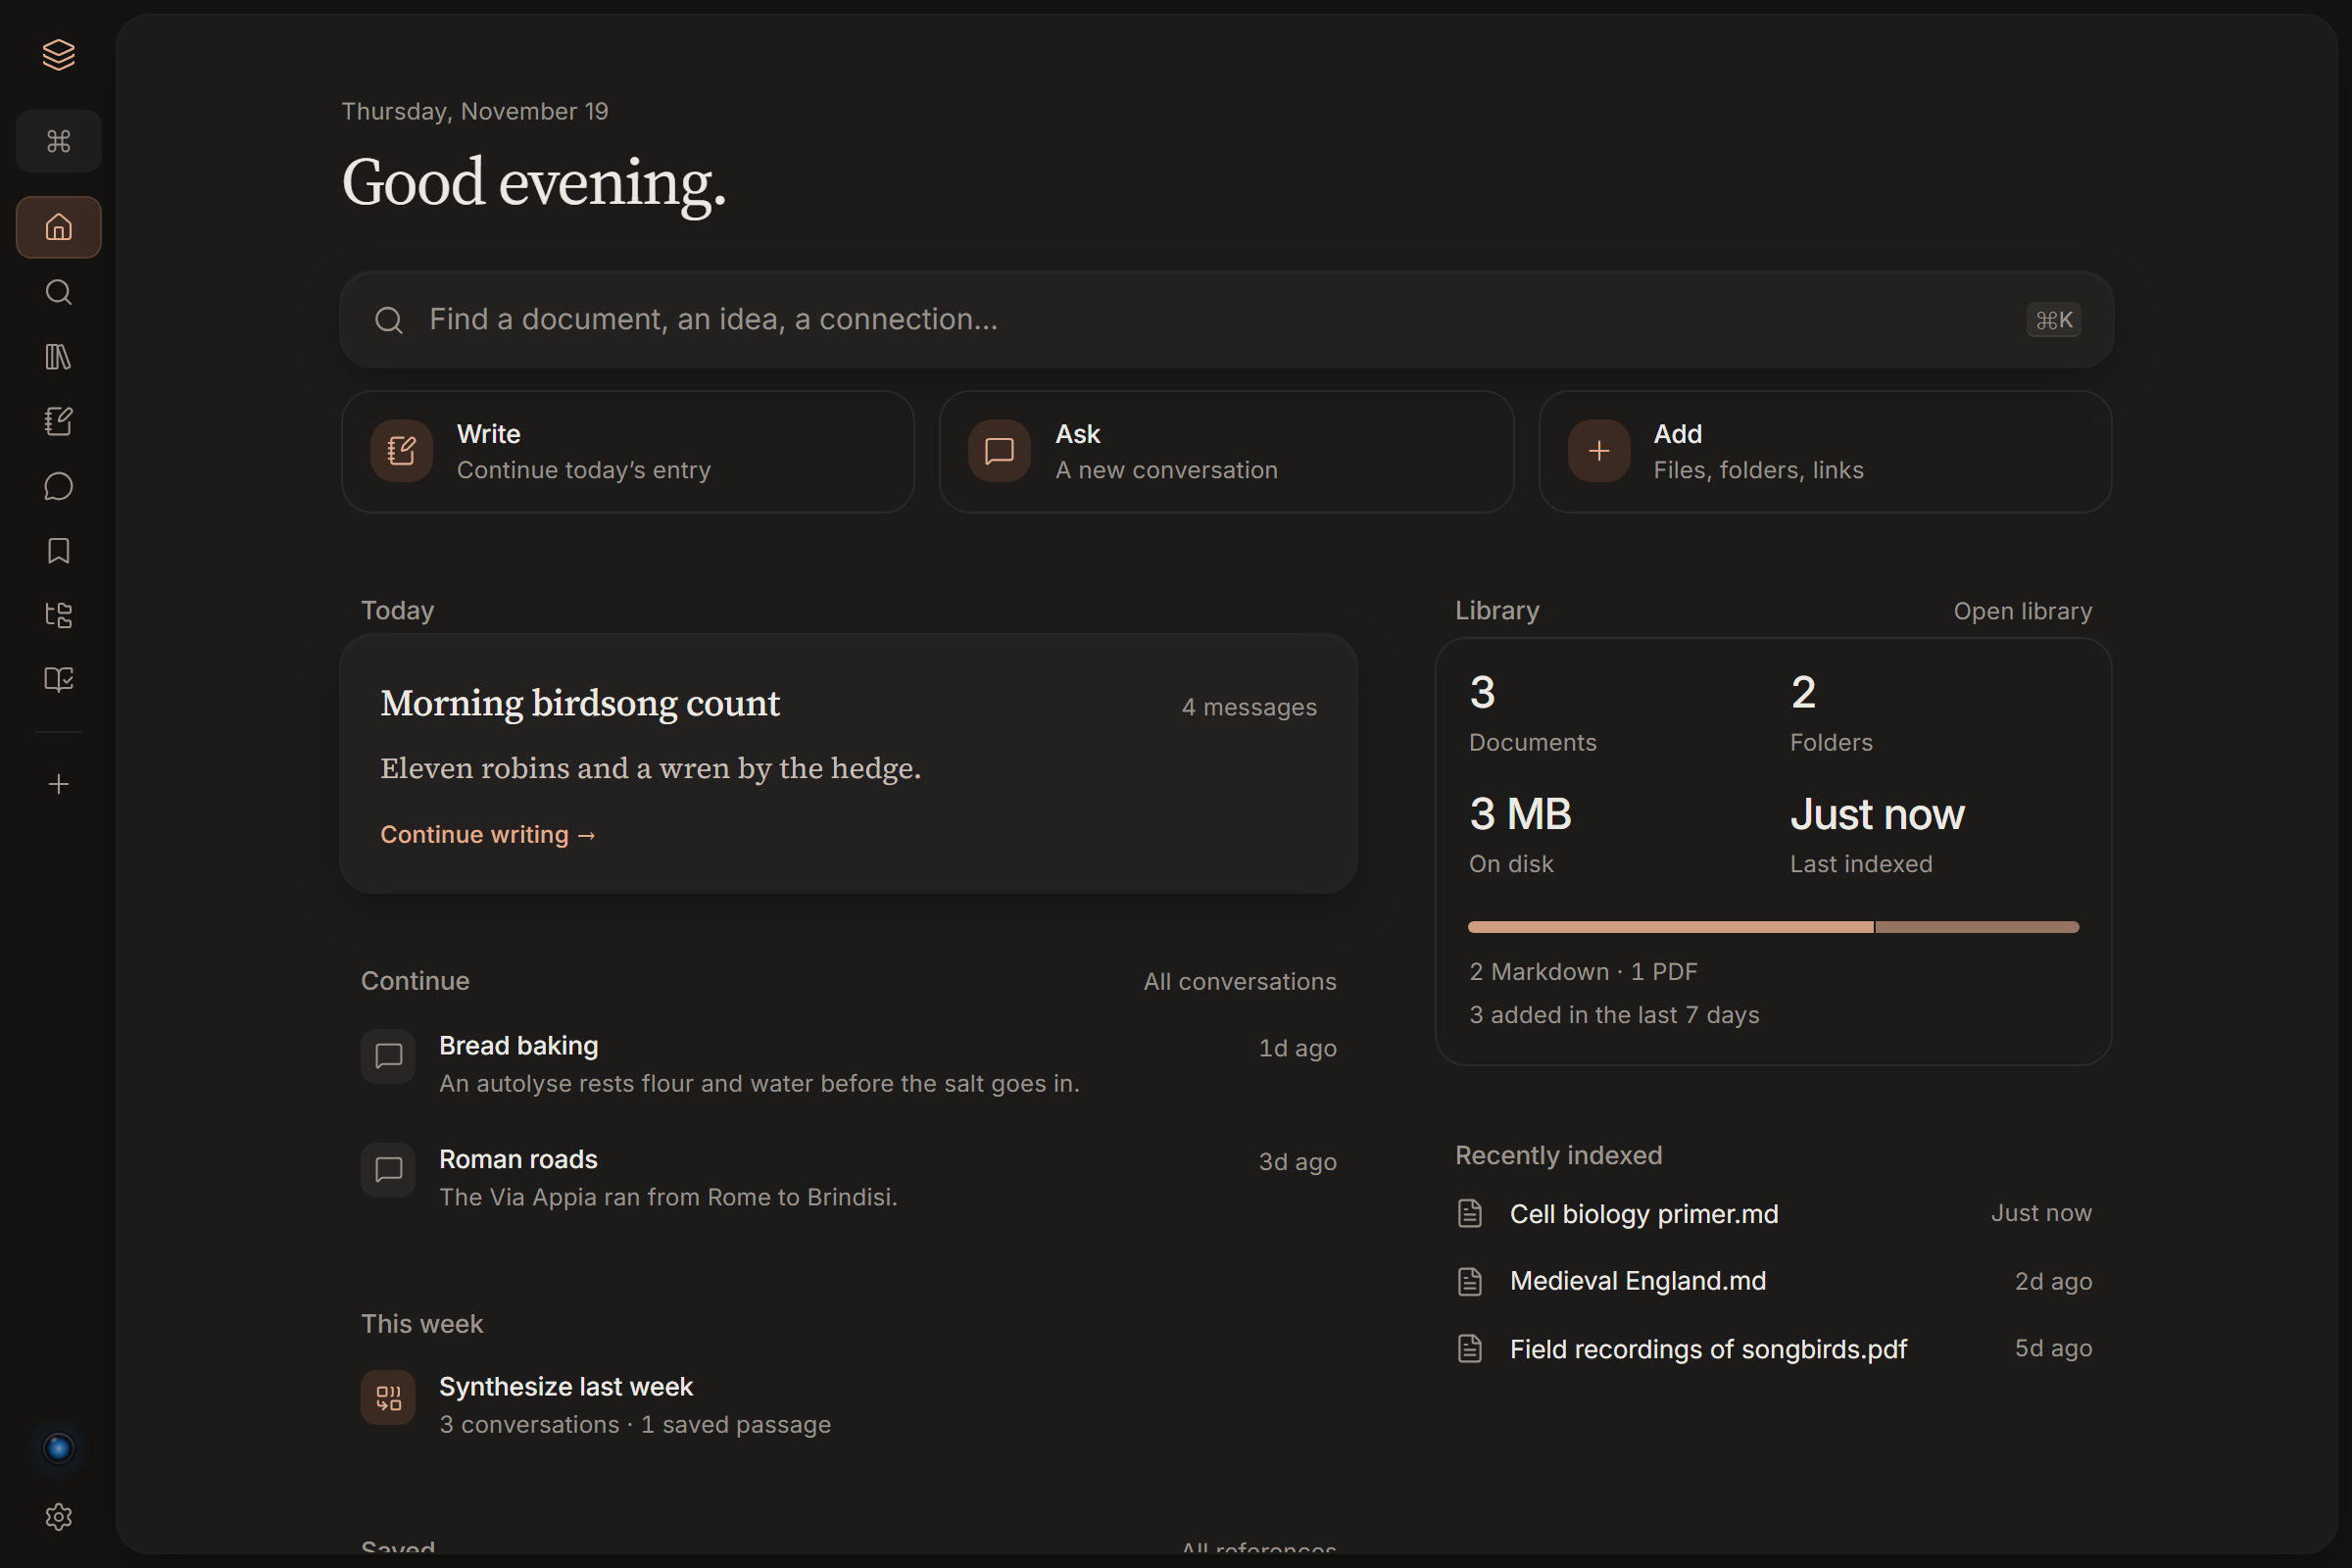 Thursday, November 19
Good evening.
Find a document, an idea, a connection...
⌘K
Write
Continue today’s entry
Ask
A new conversation
Add
Files, folders, links
Today
Morning birdsong count
4 messages
Eleven robins and a wren by the hedge.
Continue writing →
Continue
All conversations
Bread baking
1d ago
An autolyse rests flour and water before the salt goes in.
Roman roads
3d ago
The Via Appia ran from Rome to Brindisi.
This week
Synthesize last week
3 conversations · 1 saved passage
Saved
All references
Library
Open library
3
Documents
2
Folders
3 MB
On disk
Just now
Last indexed
2 Markdown · 1 PDF
3 added in the last 7 days
Recently indexed
Cell biology primer.md
Just now
Medieval England.md
2d ago
Field recordings of songbirds.pdf
5d ago